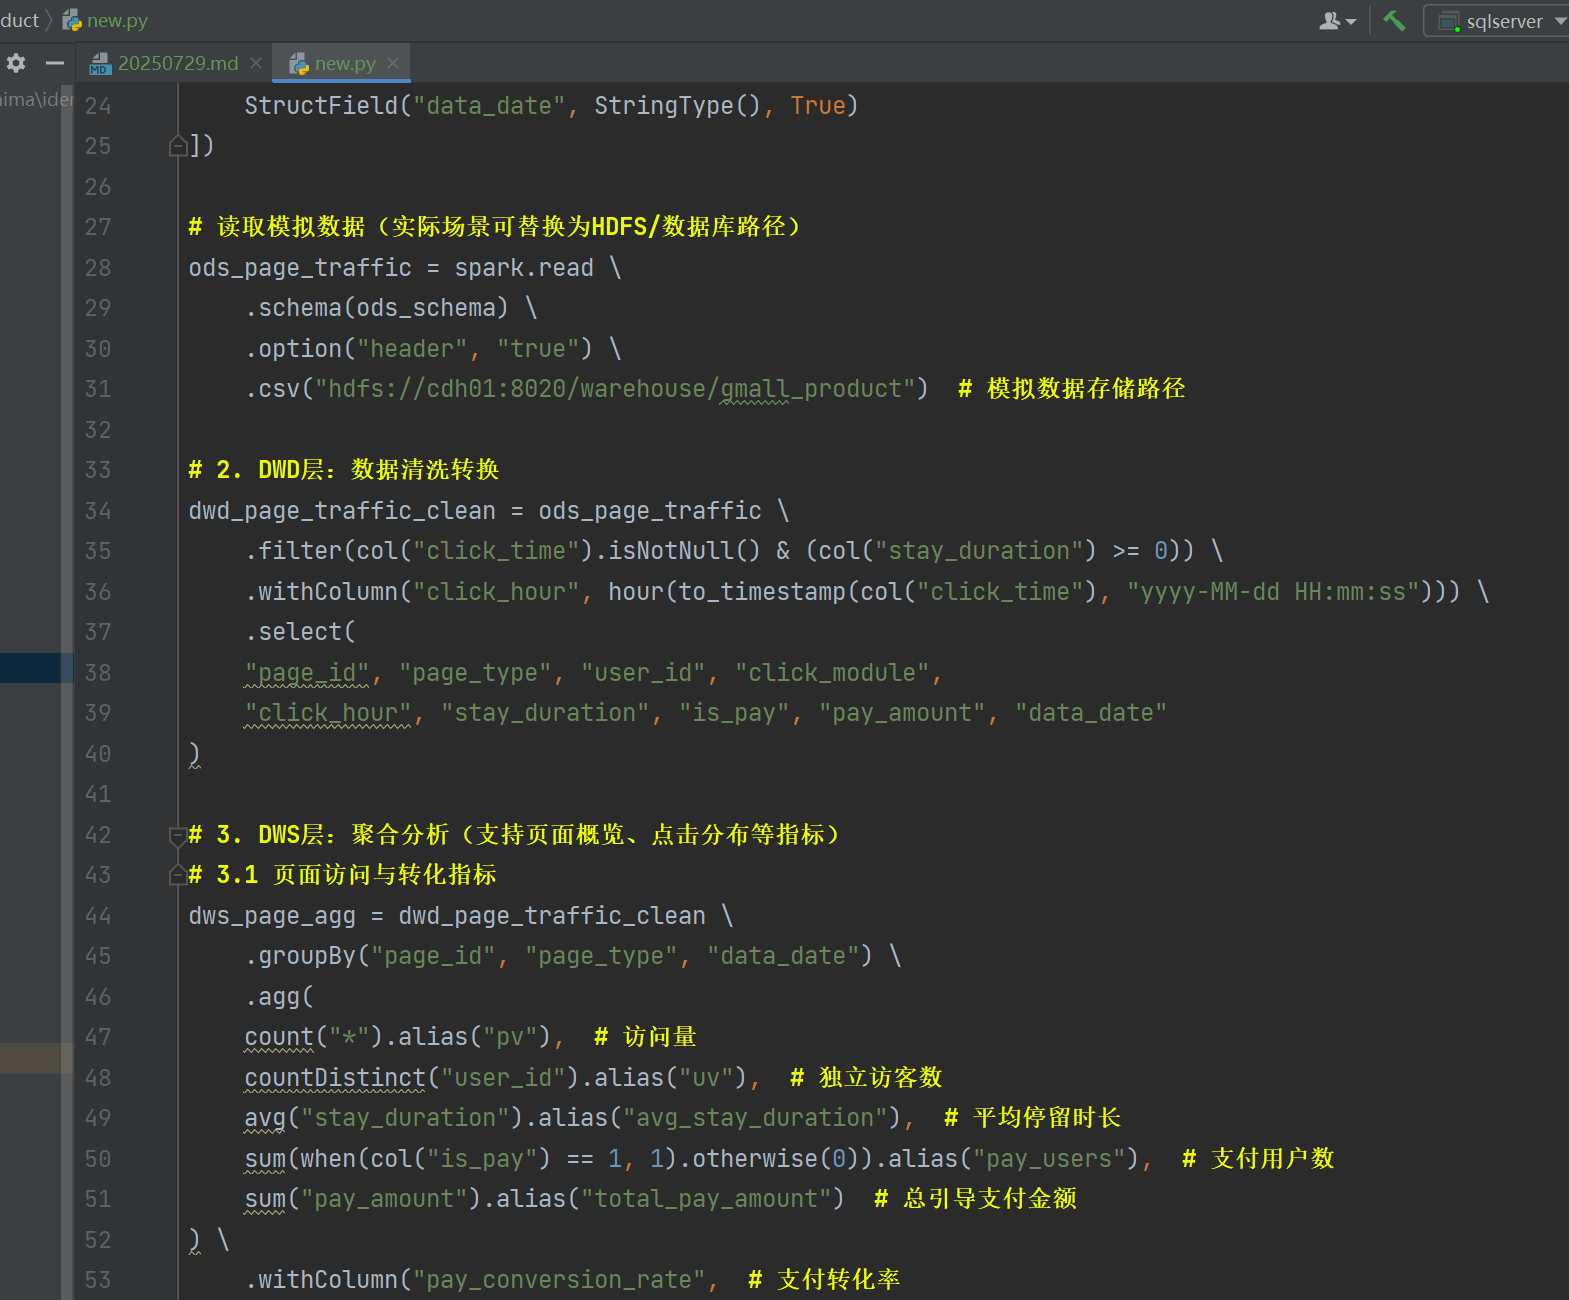 duct
new.py
sqlserver
20250729.md
new.py
24     StructField("data_date", StringType(), True)
25 ])
26
27 # 读取模拟数据（实际场景可替换为HDFS/数据库路径）
28 ods_page_traffic = spark.read \
29     .schema(ods_schema) \
30     .option("header", "true") \
31     .csv("hdfs://cdh01:8020/warehouse/gmall_product")  # 模拟数据存储路径
32
33 # 2. DWD层：数据清洗转换
34 dwd_page_traffic_clean = ods_page_traffic \
35     .filter(col("click_time").isNotNull() & (col("stay_duration") >= 0)) \
36     .withColumn("click_hour", hour(to_timestamp(col("click_time"), "yyyy-MM-dd HH:mm:ss"))) \
37     .select(
38     "page_id", "page_type", "user_id", "click_module",
39     "click_hour", "stay_duration", "is_pay", "pay_amount", "data_date"
40 )
41
42 # 3. DWS层：聚合分析（支持页面概览、点击分布等指标）
43 # 3.1 页面访问与转化指标
44 dws_page_agg = dwd_page_traffic_clean \
45     .groupBy("page_id", "page_type", "data_date") \
46     .agg(
47     count("*").alias("pv"),  # 访问量
48     countDistinct("user_id").alias("uv"),  # 独立访客数
49     avg("stay_duration").alias("avg_stay_duration"),  # 平均停留时长
50     sum(when(col("is_pay") == 1, 1).otherwise(0)).alias("pay_users"),  # 支付用户数
51     sum("pay_amount").alias("total_pay_amount")  # 总引导支付金额
52 ) \
53     .withColumn("pay_conversion_rate",  # 支付转化率